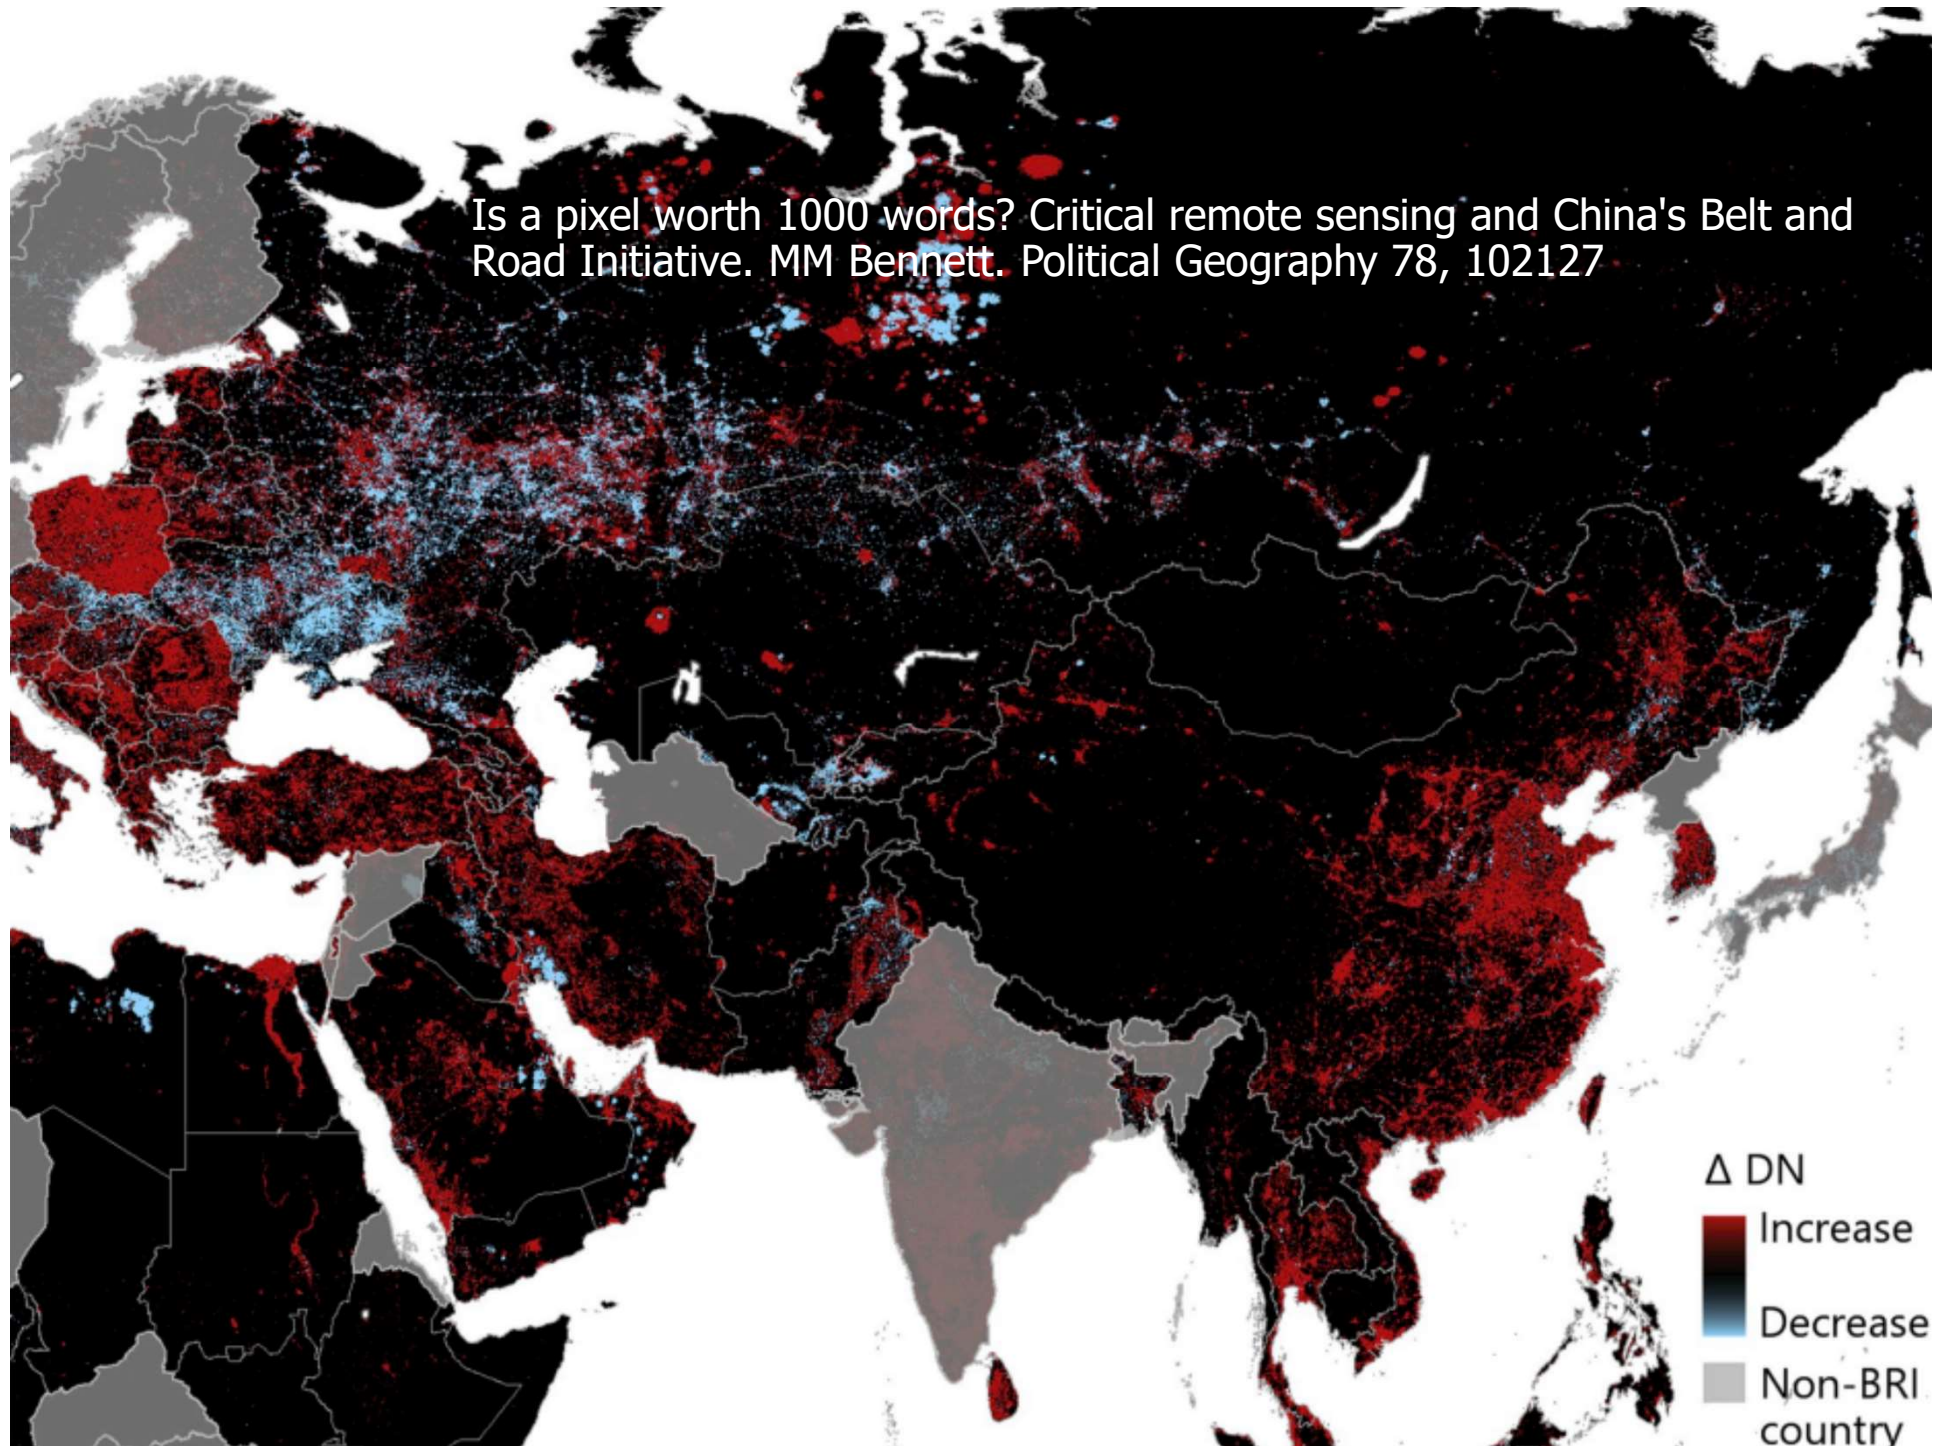 Is a pixel worth 1000 words? Critical remote sensing and China's Belt and
Road Initiative. MM Bennett. Political Geography 78, 102127
Δ DN
Increase
Decrease
Non-BRI
country